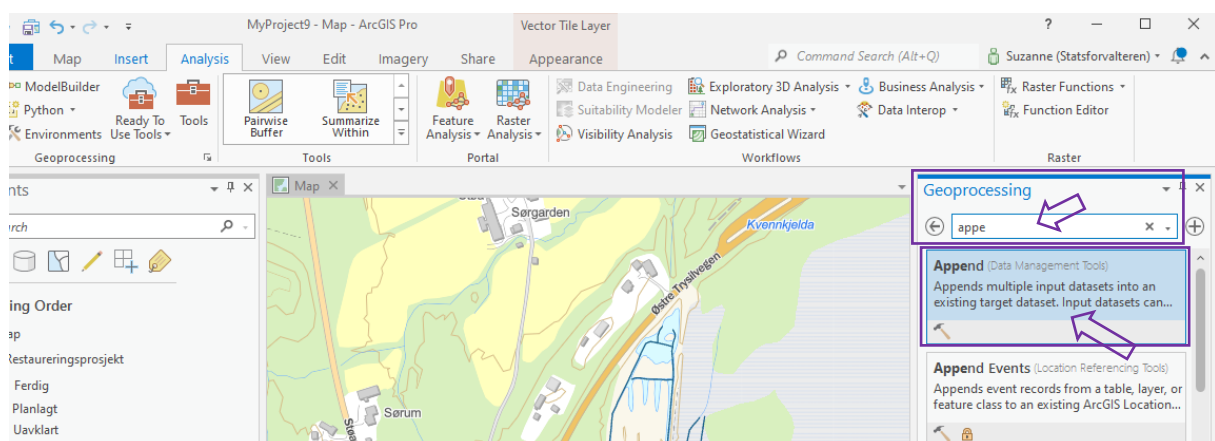 MyProject9 - Map - ArcGIS Pro
Vector Tile Layer
?
Map Insert Analysis View Edit Imagery Share Appearance
Command Search (Alt+Q)
Suzanne (Statsforvalteren)
ModelBuilder
Python
Environments
Ready To Use Tools
Tools
Geoprocessing
Pairwise Buffer
Summarize Within
Tools
Feature Analysis
Raster Analysis
Portal
Data Engineering
Suitability Modeler
Visibility Analysis
Exploratory 3D Analysis
Network Analysis
Geostatistical Wizard
Business Analysis
Data Interop
Workflows
Raster Functions
Function Editor
Raster
nts
rch
ing Order
ap
Restaureringsprosjekt
Ferdig
Planlagt
Uavklart
Map
Sørgarden
Kvennkjelda
Østre Trysilvegen
Sørum
Geoprocessing
appe
Append (Data Management Tools)
Appends multiple input datasets into an
existing target dataset. Input datasets can...
Append Events (Location Referencing Tools)
Appends event records from a table, layer, or
feature class to an existing ArcGIS Location...